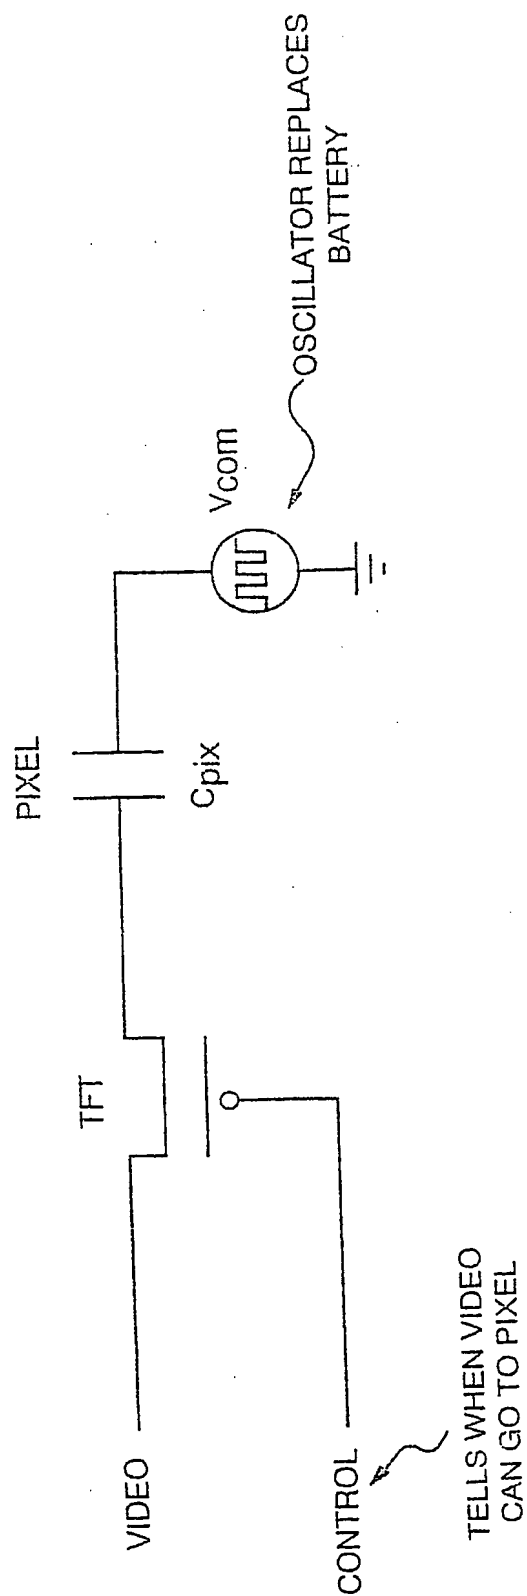 VIDEO
TFT
PIXEL
Cpix
Vcom
OSCILLATOR REPLACES
BATTERY
CONTROL
TELLS WHEN VIDEO
CAN GO TO PIXEL